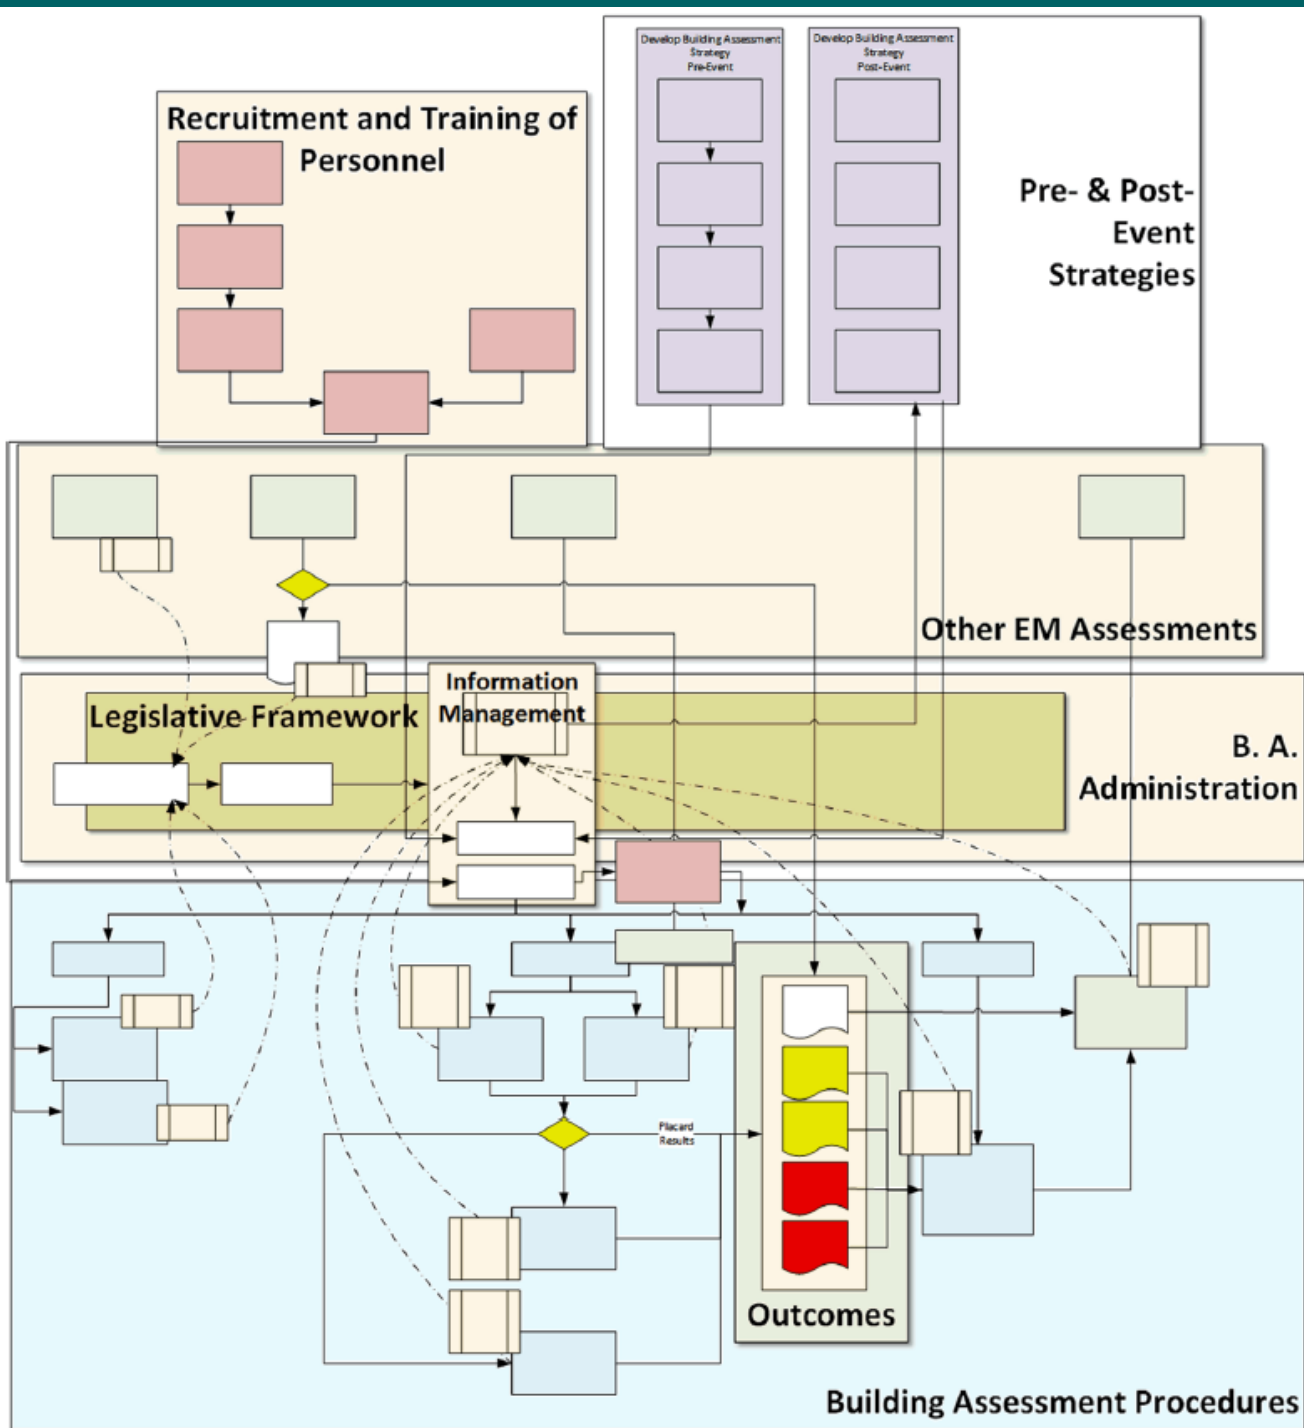 Develop Building Assessment
Strategy
Pre-Event
Develop Building Assessment
Strategy
Post-Event
Recruitment and Training of
Personnel
Pre- & Post-
Event
Strategies
Other EM Assessments
Information
Management
Legislative Framework
B. A.
Administration
Placard
Results
Outcomes
Building Assessment Procedures